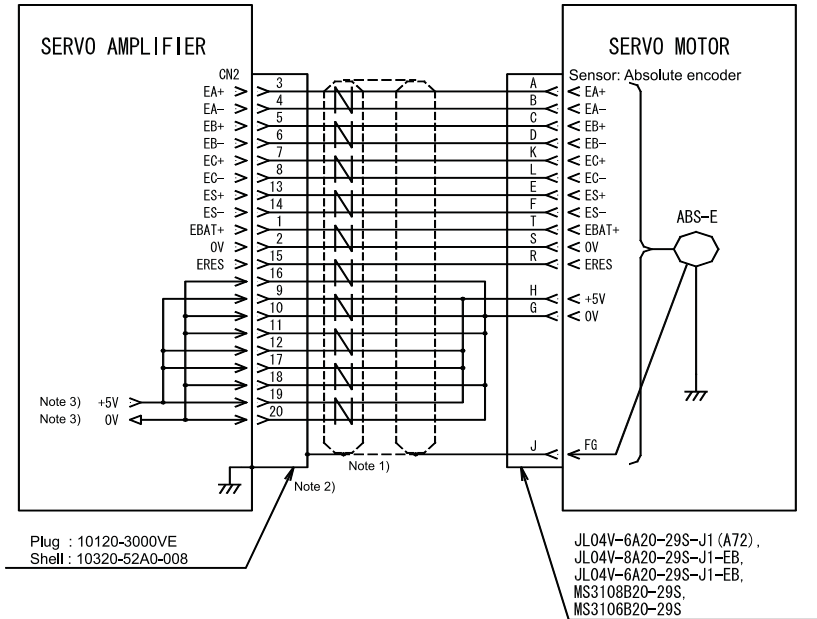 SERVO AMPLIFIER
SERVO MOTOR
CN2
Sensor: Absolute encoder
EA+ 3 A EA+
EA- 4 B EA-
EB+ 5 C EB+
EB- 6 D EB-
EC+ 7 K EC+
EC- 8 L EC-
ES+ 13 E ES+
ES- 14 F ES-
EBAT+ 1 T EBAT+
0V 2 S 0V
ERES 15 R ERES
ABS-E
16
9 H +5V
10 G 0V
11
12
17
18
Note 3) +5V 19
Note 3) 0V 20
J FG
Note 1)
Note 2)
Plug : 10120-3000VE
Shell : 10320-52A0-008
JL04V-6A20-29S-J1(A72),
JL04V-8A20-29S-J1-EB,
JL04V-6A20-29S-J1-EB,
MS3108B20-29S,
MS3106B20-29S